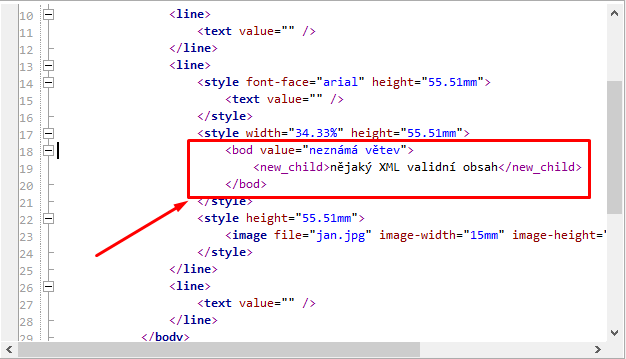 10 <line>
11 <text value="" />
12 </line>
13 <line>
14 <style font-face="arial" height="55.51mm">
15 <text value="" />
16 </style>
17 <style width="34.33%" height="55.51mm">
18 <bod value="neznámá větev">
19 <new_child>nějaký XML validní obsah</new_child>
20 </bod>
21 </style>
22 <style height="55.51mm">
23 <image file="jan.jpg" image-width="15mm" image-height=
24 </style>
25 </line>
26 <line>
27 <text value="" />
28 </line>
29 </body>